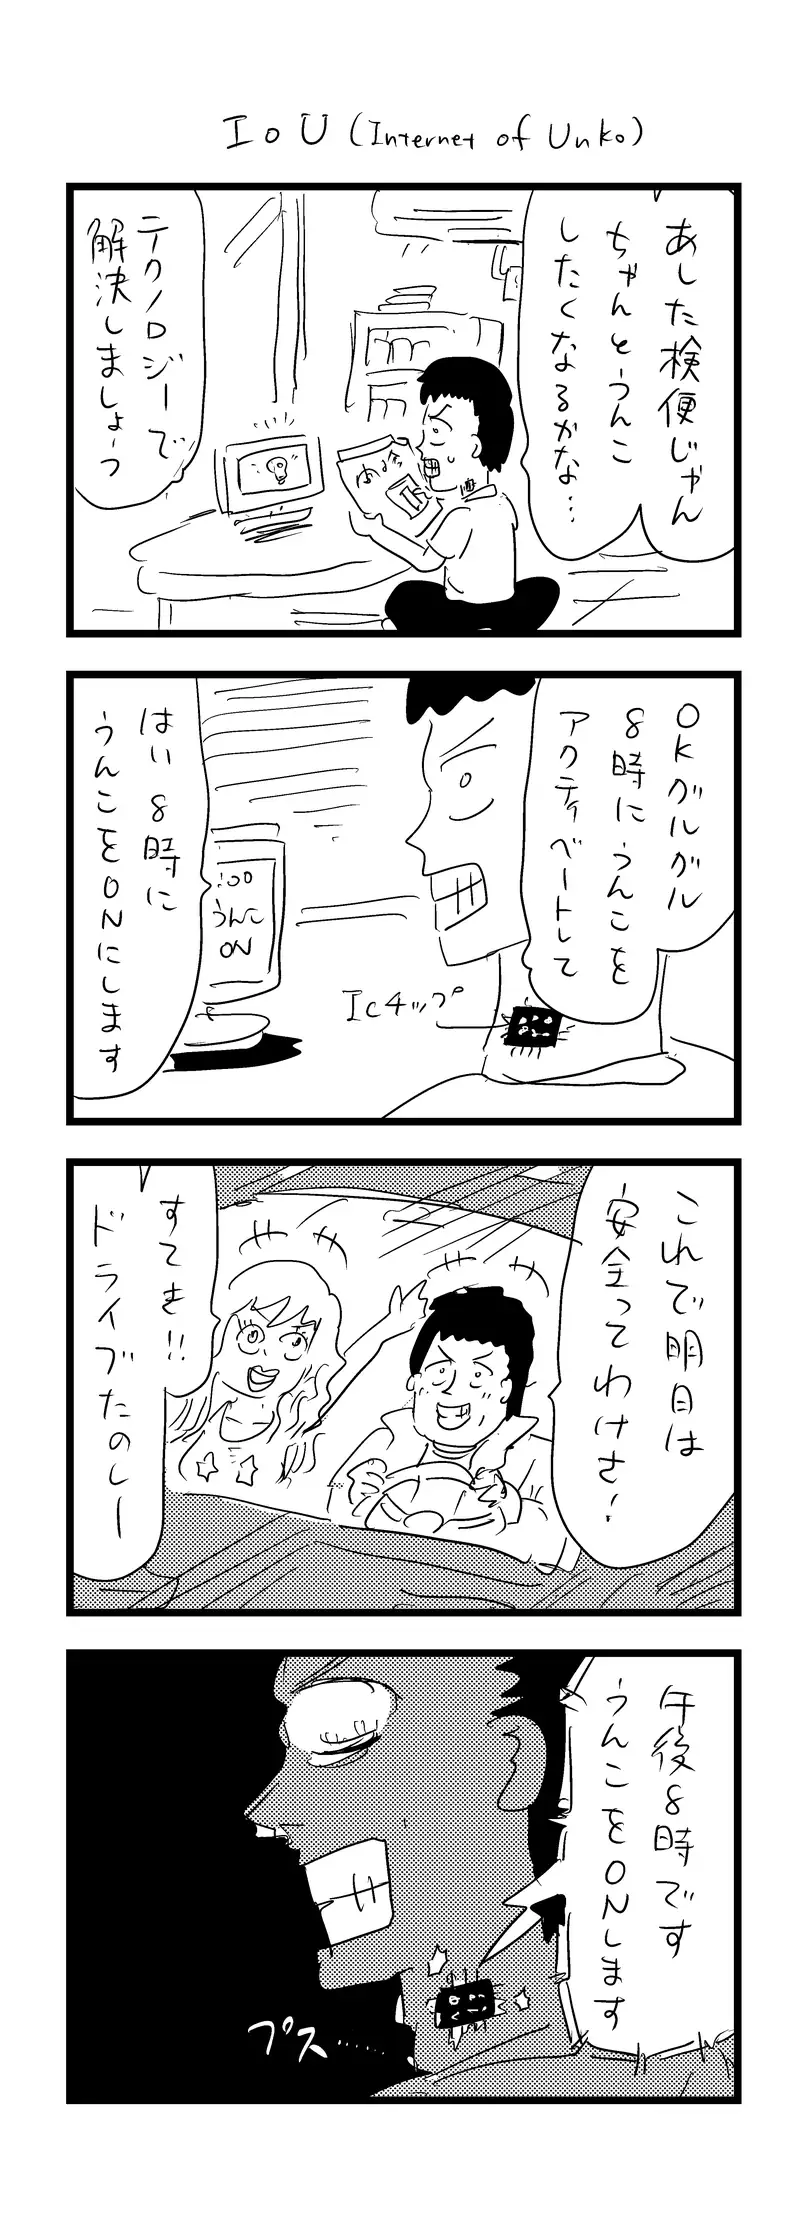 IoU (Internet of Unko)
あした検便じゃん
ちゃんとうんこ
したくなるかな…
テクノロジーで
解決しましょう
OKグルグル
8時にうんこを
アクティベートして
ICチップ
:00
うんこ
ON
はい8時に
うんこをONにします
これで明日は
安全ってわけさ!
すてき!!
ドライブたのしー
午後8時です
うんこをONします
プス……